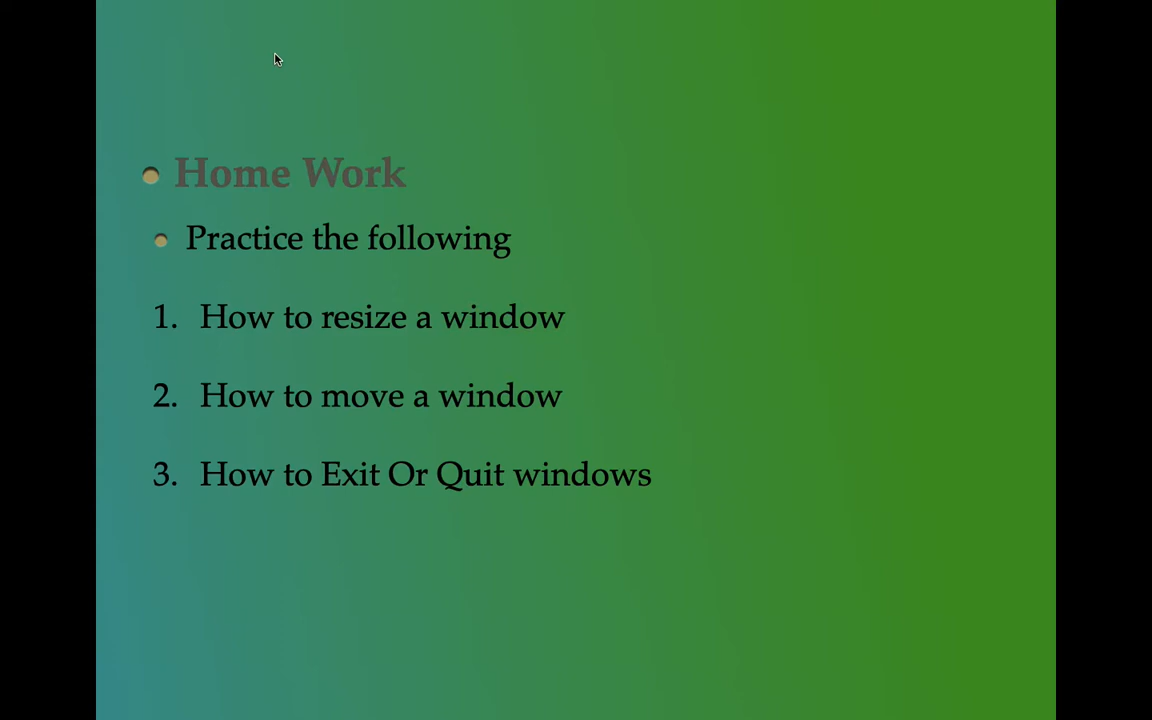 Home Work
Practice the following
1. How to resize a window
2. How to move a window
3. How to Exit Or Quit windows